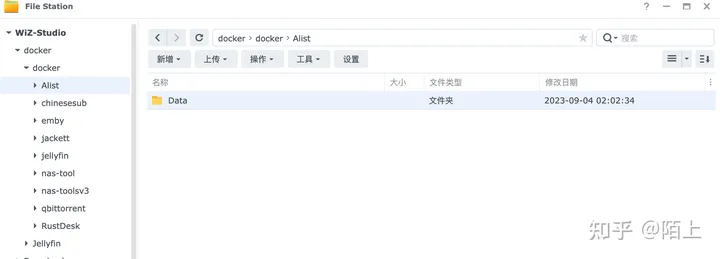 File Station
WiZ-Studio
docker
docker
Alist
chinesesub
emby
jackett
jellyfin
nas-tool
nas-toolsv3
qbittorrent
RustDesk
Jellyfin
docker › docker › Alist
搜索
新增 上传 操作 工具 设置
名称 大小 文件类型 修改日期
Data 文件夹 2023-09-04 02:02:34
知乎 @陌上